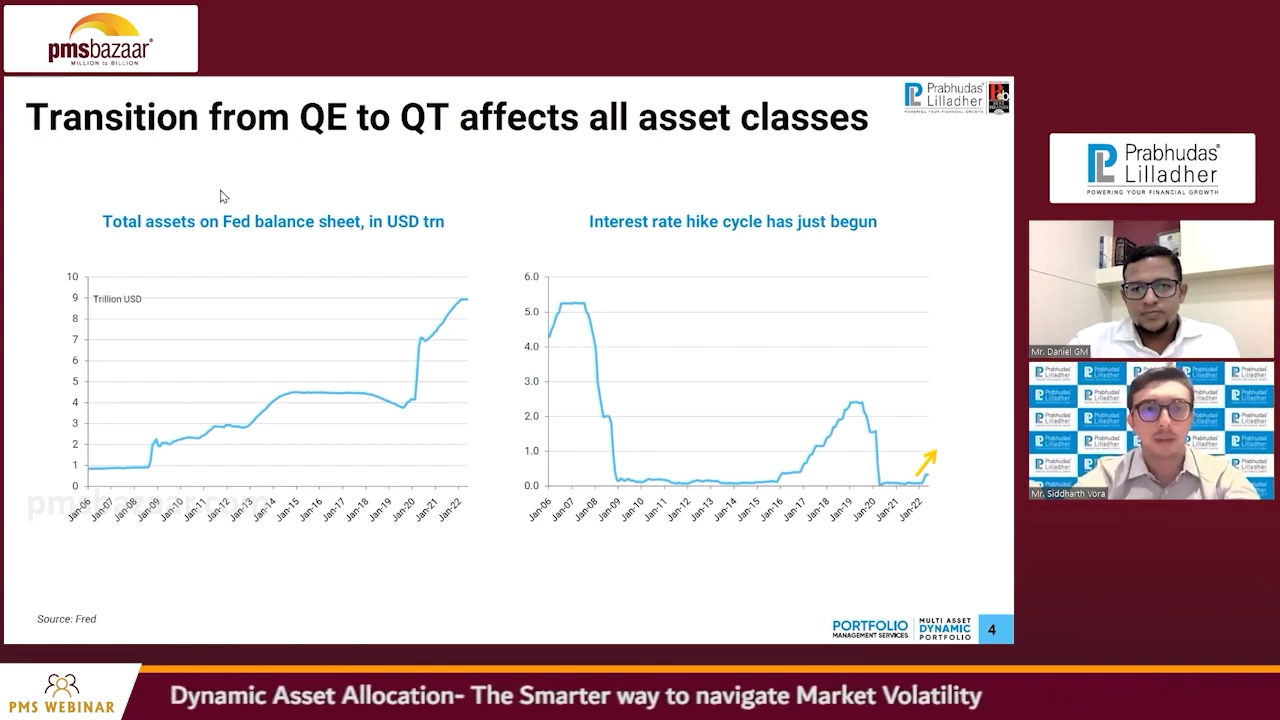 pmsbazaar®
MILLION to BILLION
Transition from QE to QT affects all asset classes
Prabhudas
Lilladher
POWERING YOUR FINANCIAL GROWTH
Prabhudas®
Lilladher
POWERING YOUR FINANCIAL GROWTH
Total assets on Fed balance sheet, in USD trn
Trillion USD
10
9
8
7
6
5
4
3
2
1
0
Jan-06
Jan-07
Jan-08
Jan-09
Jan-10
Jan-11
Jan-12
Jan-13
Jan-14
Jan-15
Jan-16
Jan-17
Jan-18
Jan-19
Jan-20
Jan-21
Jan-22
pmsbazaar.com
Interest rate hike cycle has just begun
6.0
5.0
4.0
3.0
2.0
1.0
0.0
Jan-06
Jan-07
Jan-08
Jan-09
Jan-10
Jan-11
Jan-12
Jan-13
Jan-14
Jan-15
Jan-16
Jan-17
Jan-18
Jan-19
Jan-20
Jan-21
Jan-22
Mr. Daniel GM
Mr. Siddharth Vora
Source: Fred
PORTFOLIO
MANAGEMENT SERVICES
MULTI ASSET
DYNAMIC
PORTFOLIO
4
PMS WEBINAR
Dynamic Asset Allocation- The Smarter way to navigate Market Volatility